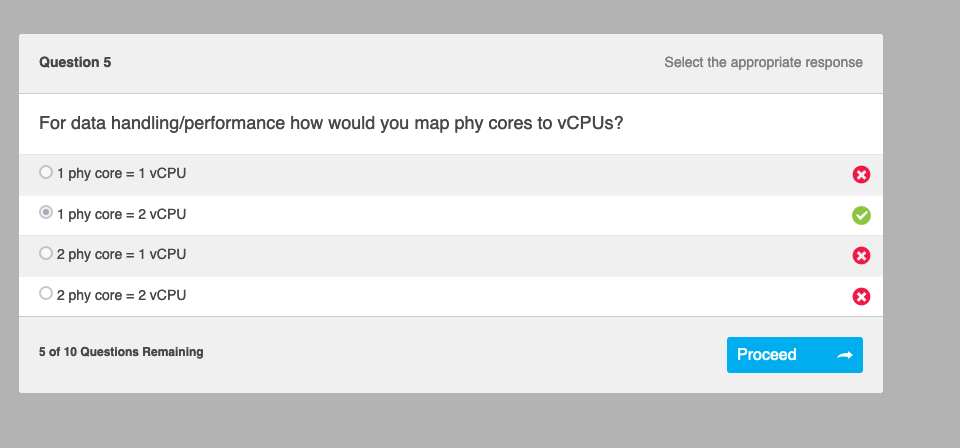 Question 5
Select the appropriate response
For data handling/performance how would you map phy cores to vCPUs?
1 phy core = 1 vCPU
1 phy core = 2 vCPU
2 phy core = 1 vCPU
2 phy core = 2 vCPU
5 of 10 Questions Remaining
Proceed